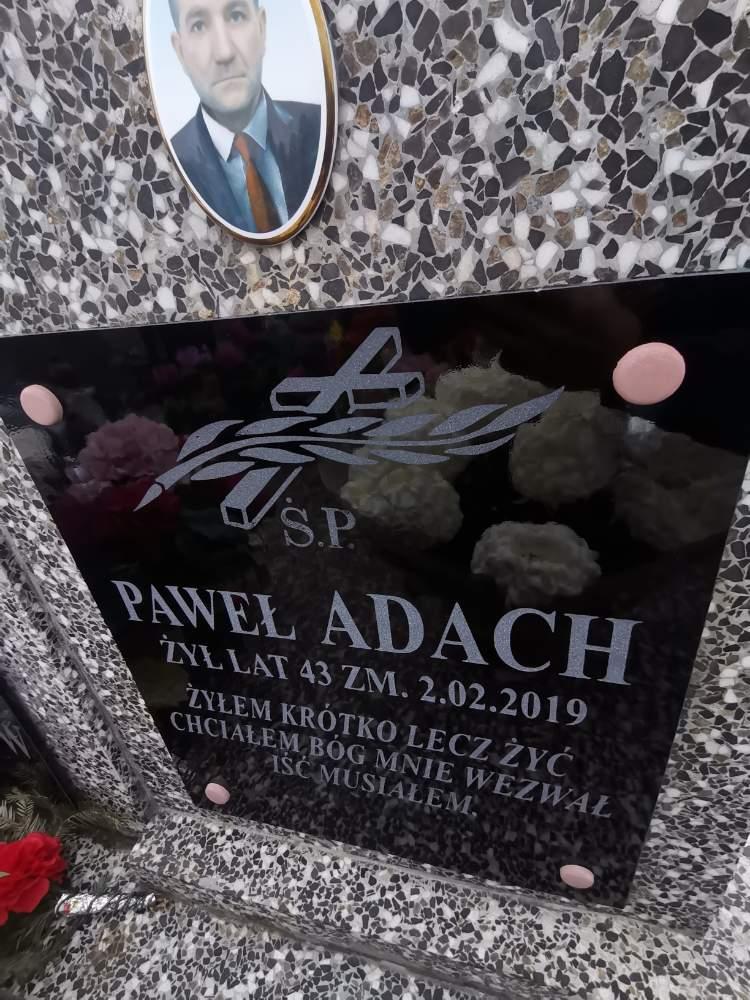 Ś.P.
PAWEŁ ADACH
ŻYŁ LAT 43 ZM. 2.02.2019
ŻYŁEM KRÓTKO LECZ ŻYĆ
CHCIAŁEM BÓG MNIE WEZWAŁ
IŚĆ MUSIAŁEM.